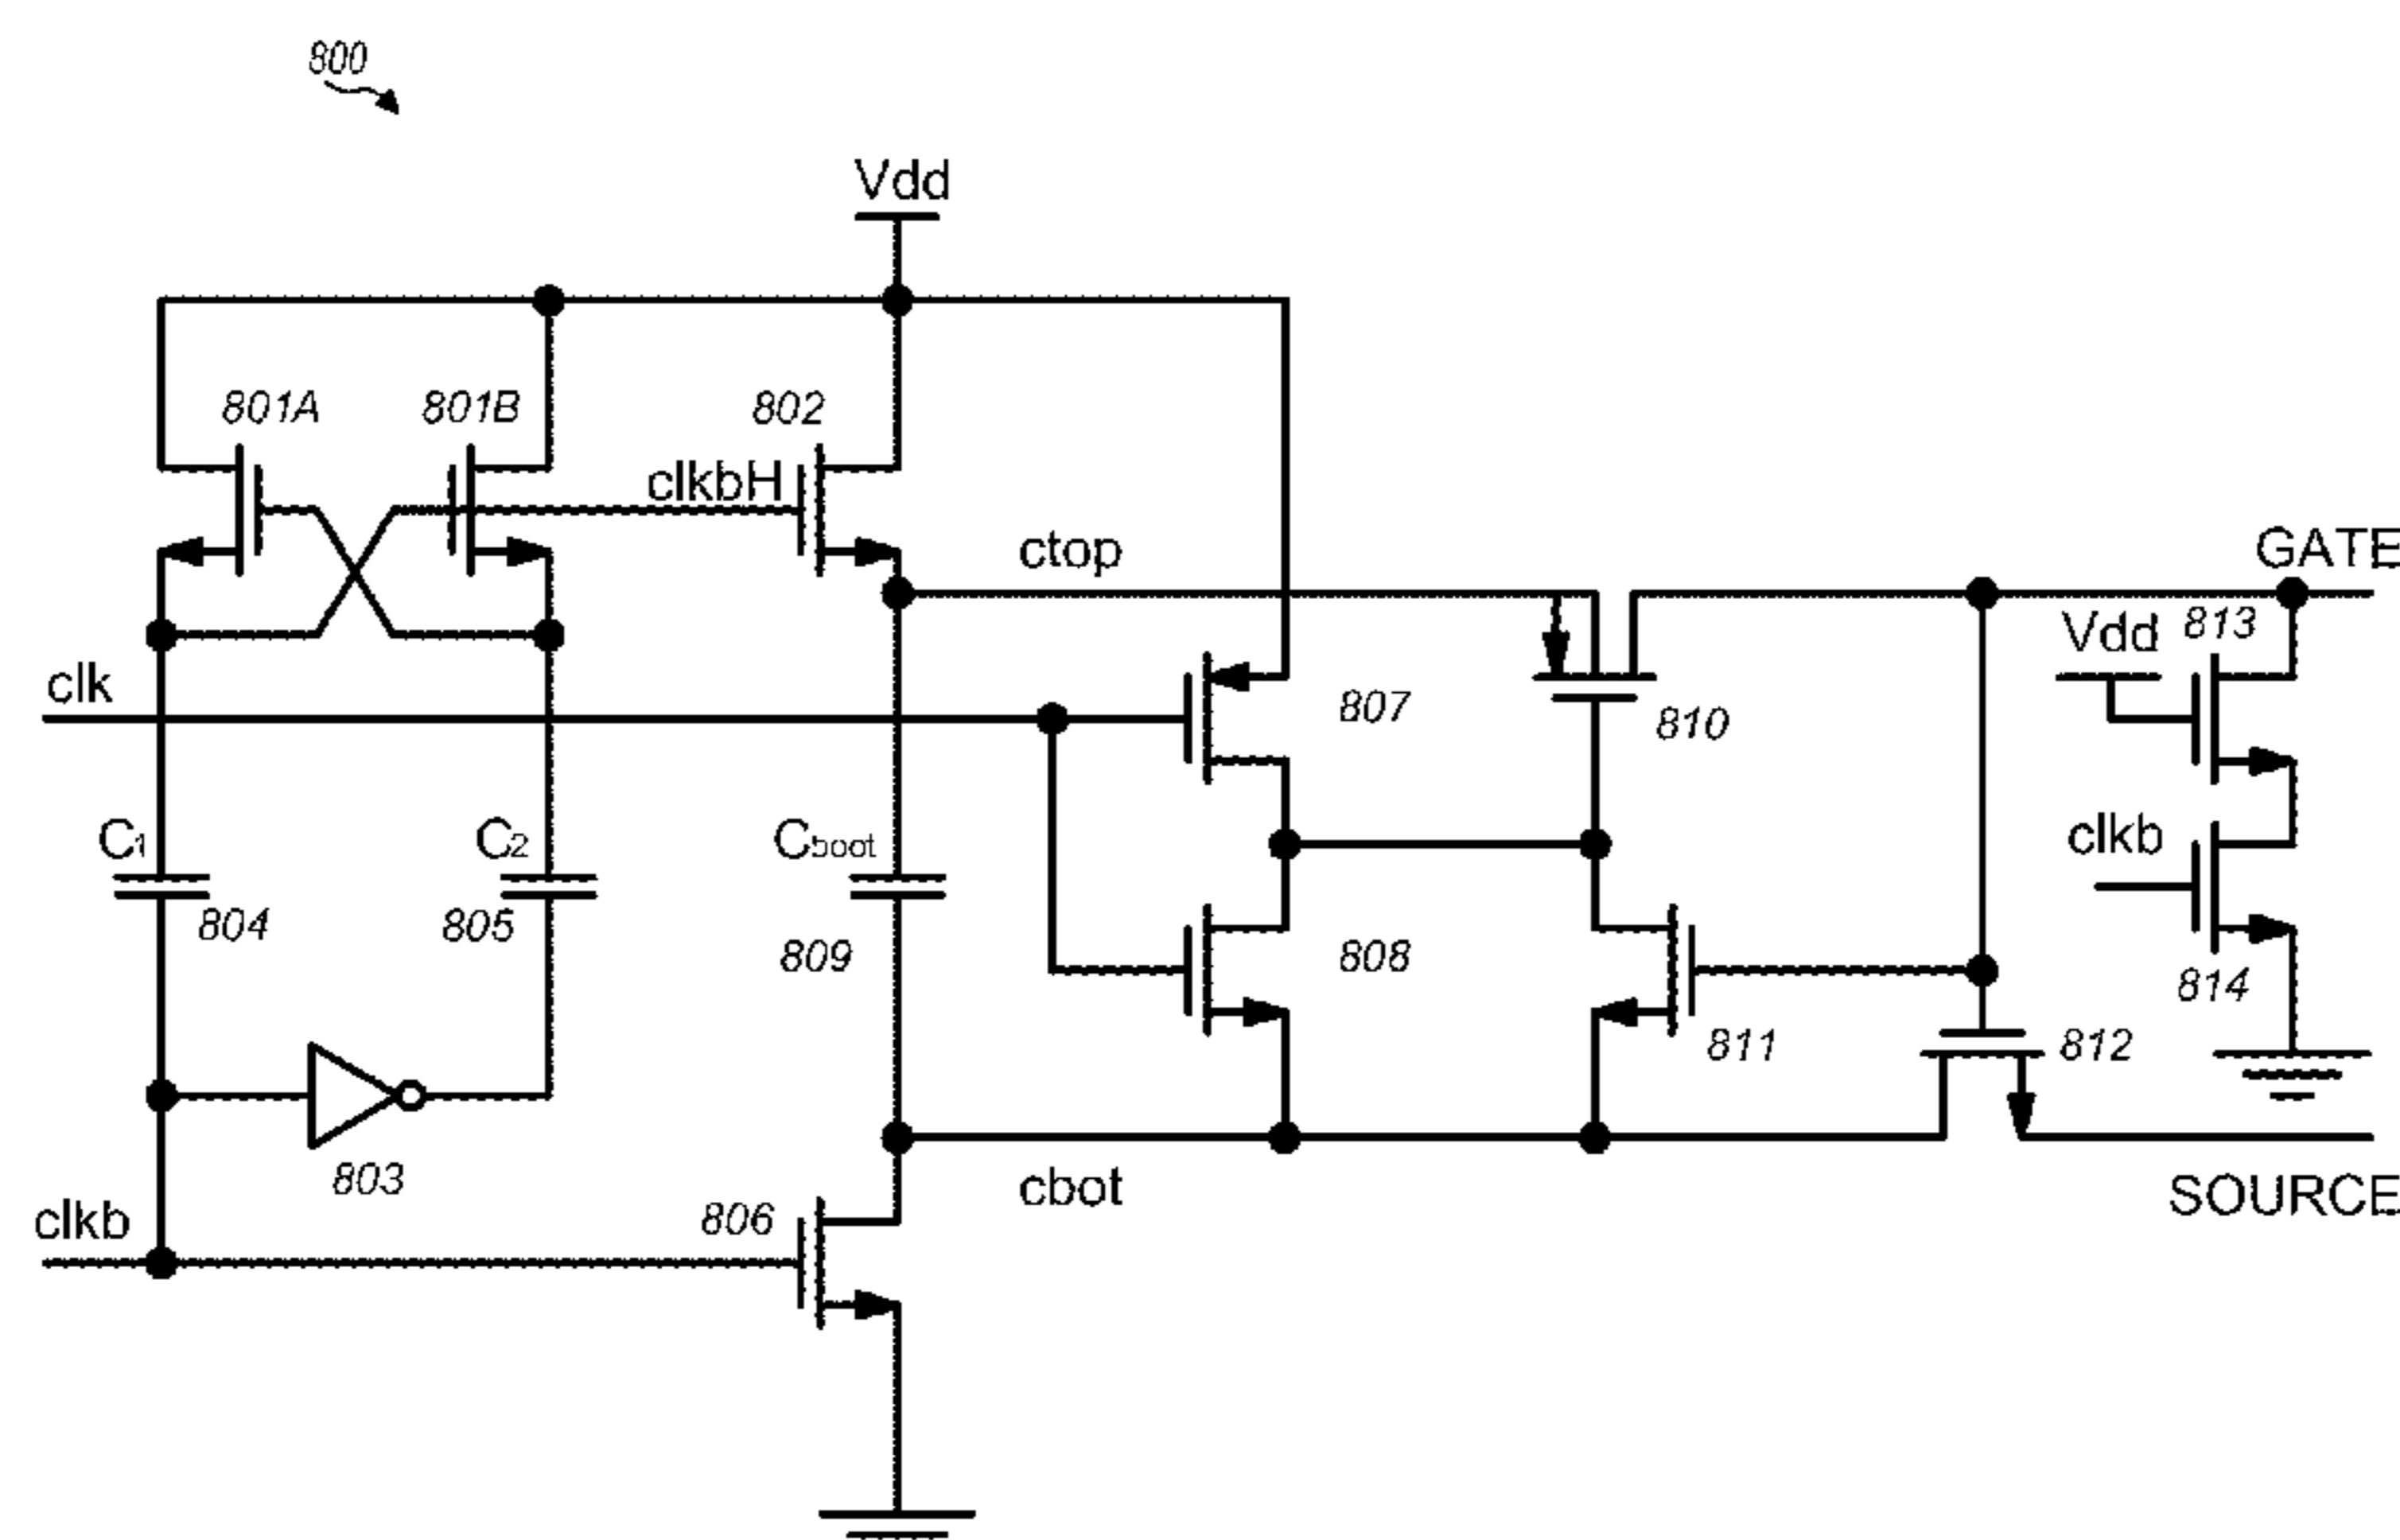 800
Vdd
801A
801B
802
clkbH
ctop
GATE
Vdd
813
clk
807
810
C1
C2
Cboot
clkb
804
805
809
808
814
811
812
803
cbot
SOURCE
clkb
806